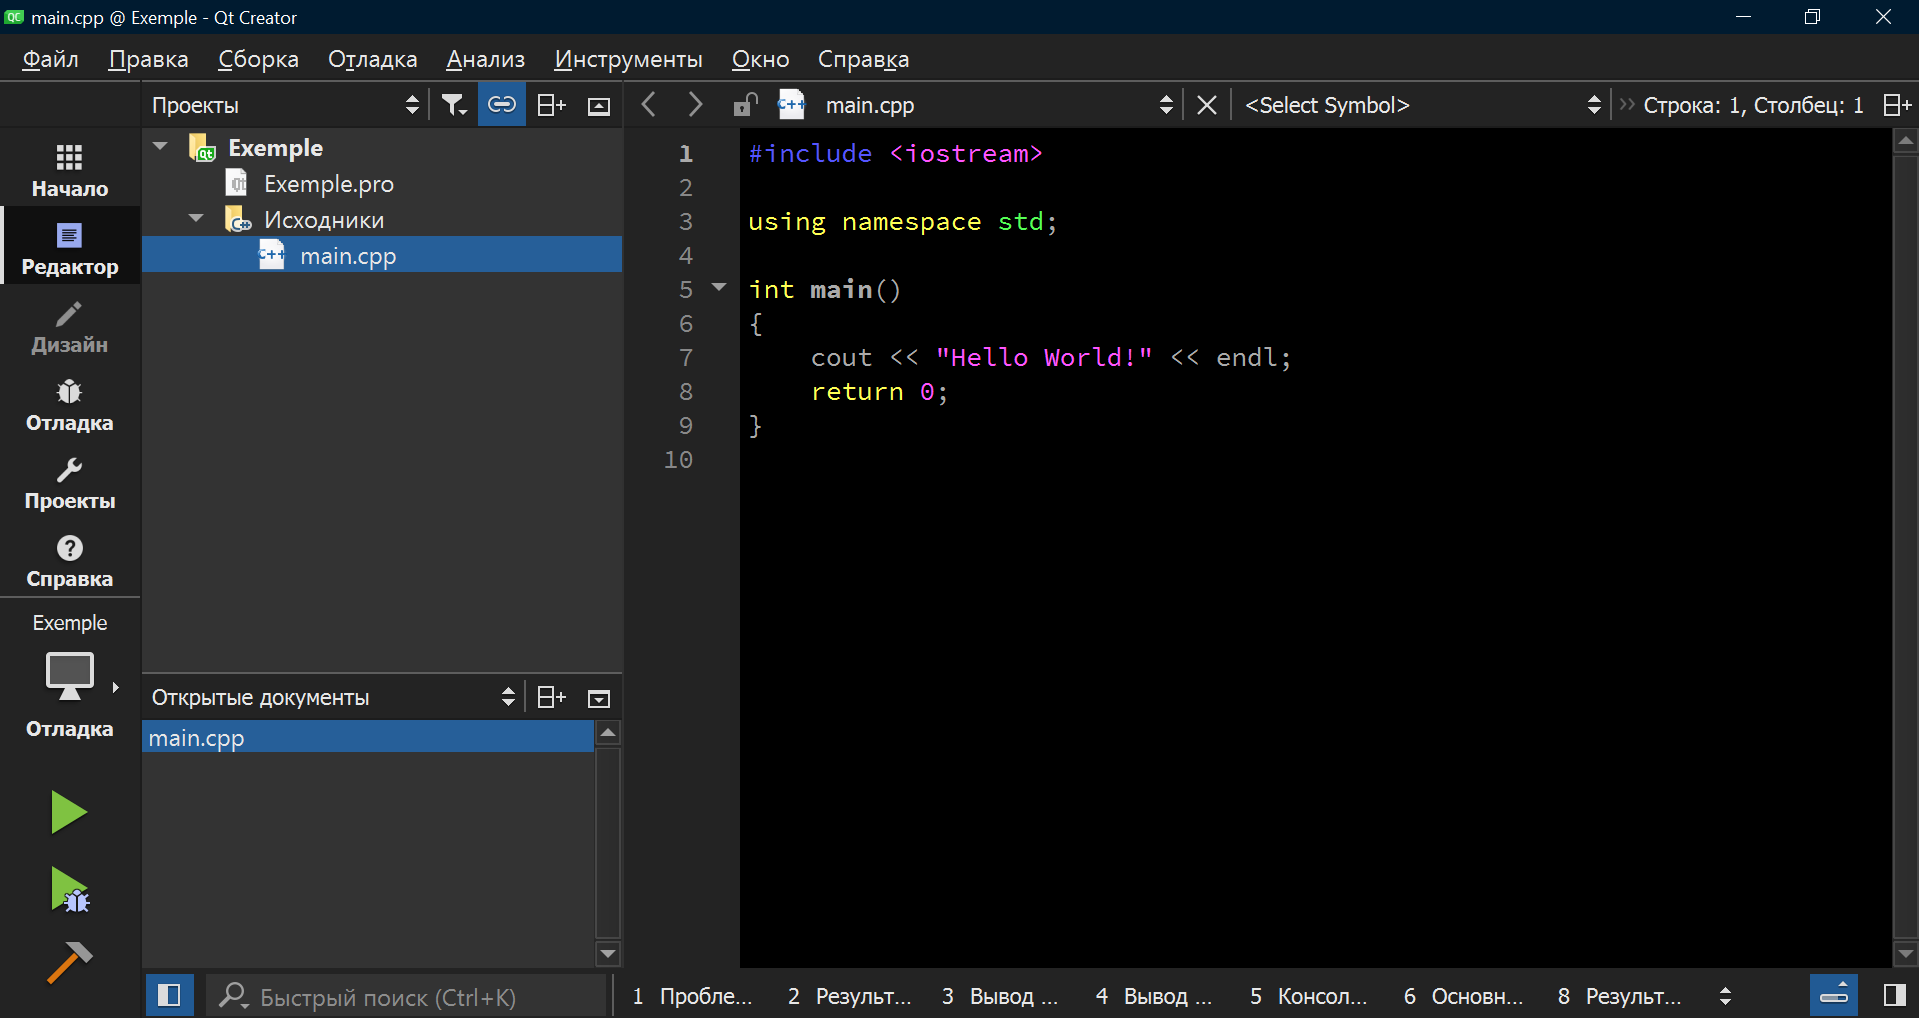 main.cpp @ Exemple - Qt Creator
Файл Правка Сборка Отладка Анализ Инструменты Окно Справка
Проекты
main.cpp
<Select Symbol>
Строка: 1, Столбец: 1
Начало
Редактор
Дизайн
Отладка
Проекты
Справка
Exemple
Отладка
Exemple
Exemple.pro
Исходники
main.cpp
Открытые документы
main.cpp
1 #include <iostream>
2
3 using namespace std;
4
5 int main()
6 {
7     cout << "Hello World!" << endl;
8     return 0;
9 }
10
Быстрый поиск (Ctrl+K)
1 Пробле... 2 Результ... 3 Вывод ... 4 Вывод ... 5 Консол... 6 Основн... 8 Результ...